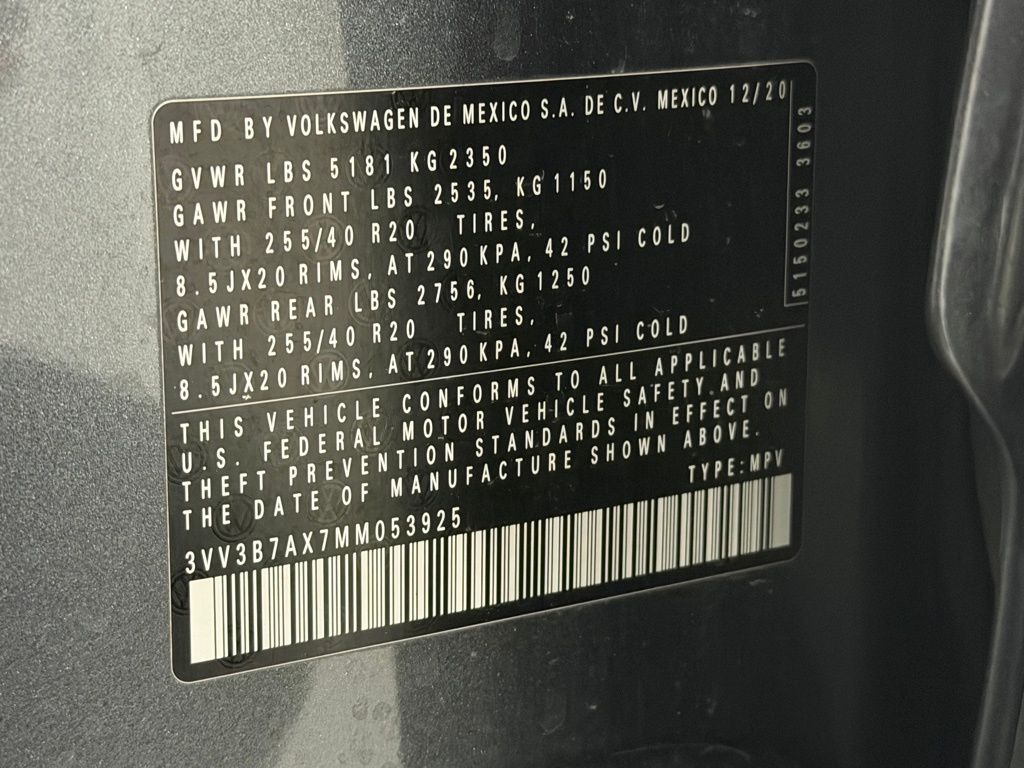 MFD BY VOLKSWAGEN DE MEXICO S.A. DE C.V. MEXICO 12/20
GVWR LBS 5181 KG 2350
GAWR FRONT LBS 2535, KG 1150
WITH 255/40 R20 TIRES,
8.5JX20 RIMS, AT 290 KPA, 42 PSI COLD
GAWR REAR LBS 2756, KG 1250
WITH 255/40 R20 TIRES,
8.5JX20 RIMS, AT 290 KPA, 42 PSI COLD
THIS VEHICLE CONFORMS TO ALL APPLICABLE
U.S. FEDERAL MOTOR VEHICLE SAFETY AND
THEFT PREVENTION STANDARDS IN EFFECT ON
THE DATE OF MANUFACTURE SHOWN ABOVE.
TYPE: MPV
3VV3B7AX7MM053925
5150233 3603